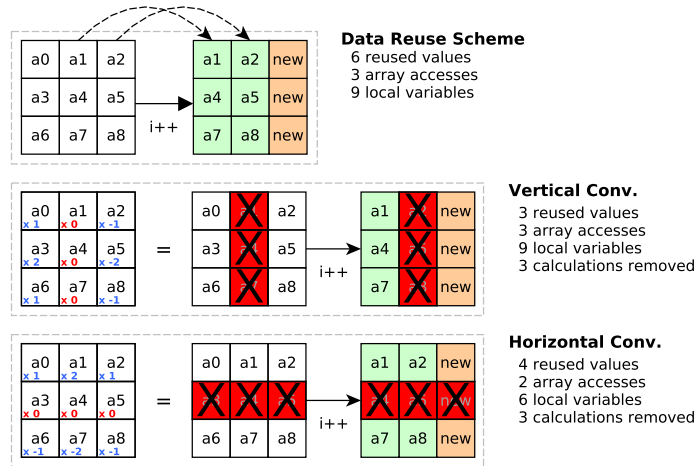 Data Reuse Scheme
6 reused values
3 array accesses
9 local variables
a0 a1 a2 a1 a2 new
a3 a4 a5 a4 a5 new
i++
a6 a7 a8 a7 a8 new
Vertical Conv.
3 reused values
3 array accesses
9 local variables
3 calculations removed
a0 a1 a2 a0 a2 a1 new
x 1 x 0 x -1
a3 a4 a5 = a3 a5 a4 new
x 2 x 0 x -2
i++
a6 a7 a8 a6 a8 a7 new
x 1 x 0 x -1
Horizontal Conv.
4 reused values
2 array accesses
6 local variables
3 calculations removed
a0 a1 a2 a0 a1 a2 a1 a2 new
x 1 x 2 x 1
a3 a4 a5 =
x 0 x 0 x 0
i++
a6 a7 a8 a6 a7 a8 a7 a8 new
x -1 x -2 x -1